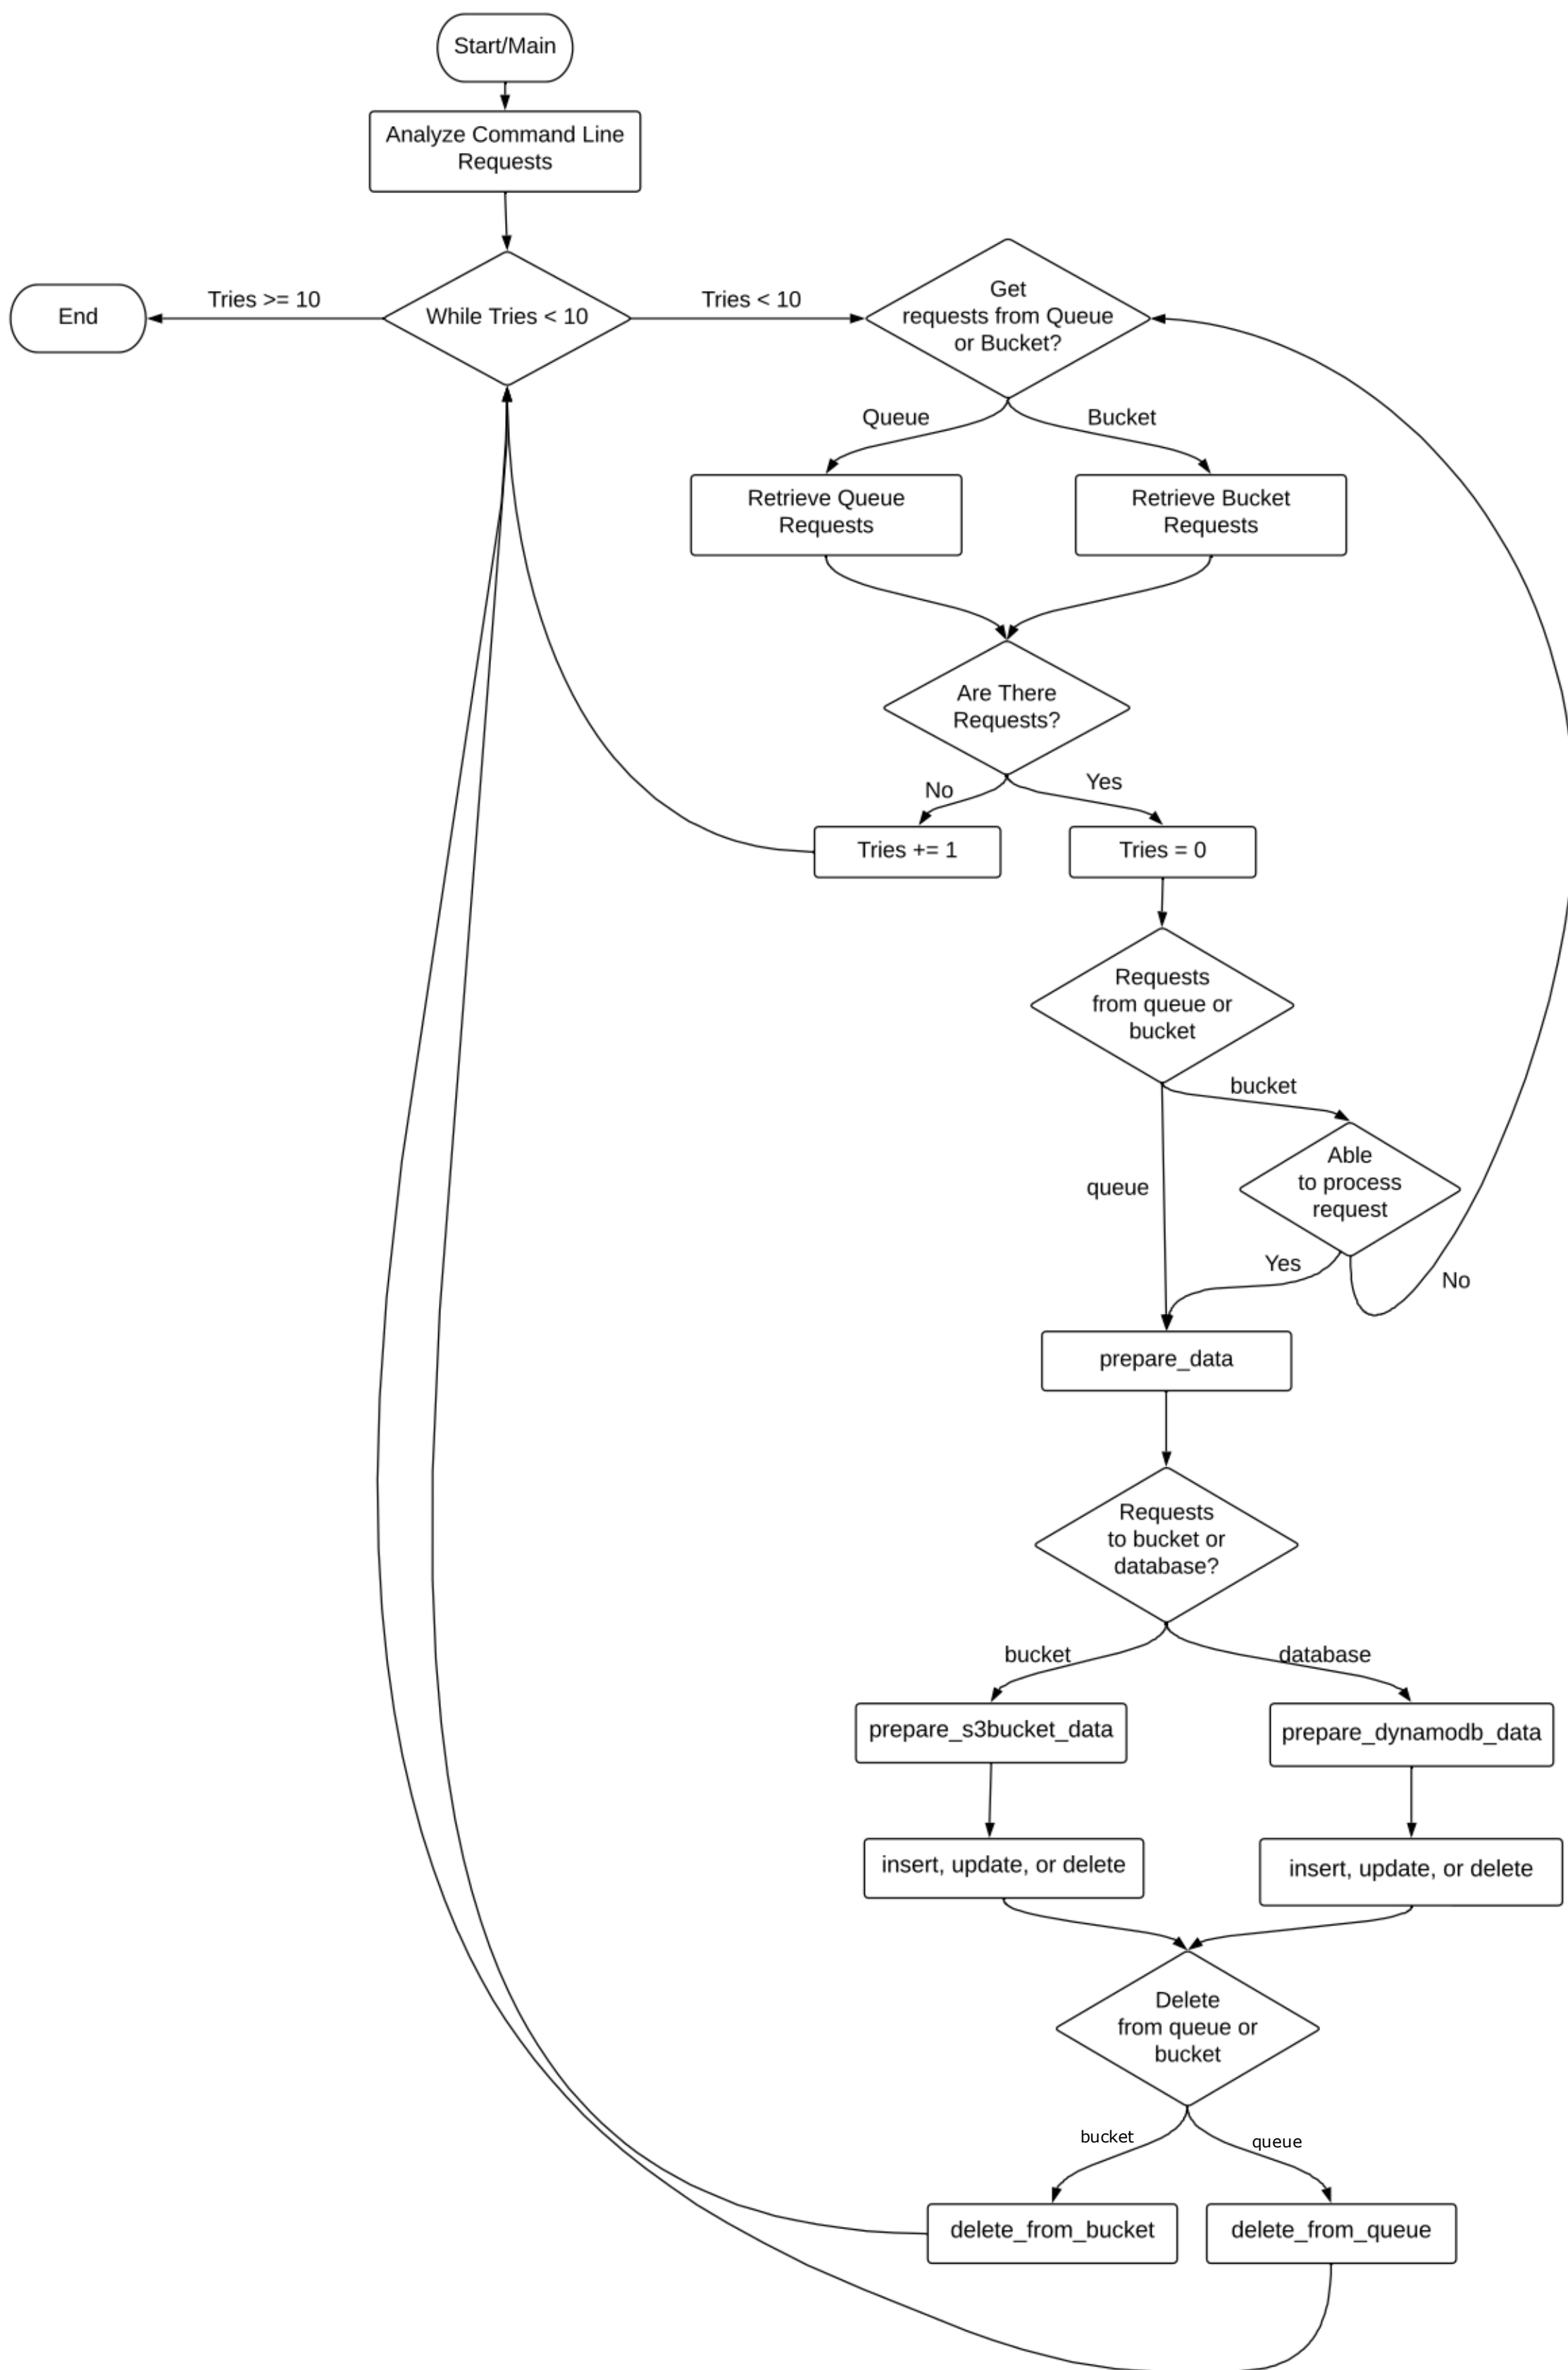 Start/Main
Analyze Command Line
Requests
End
Tries >= 10
While Tries < 10
Tries < 10
Get
requests from Queue
or Bucket?
Queue
Bucket
Retrieve Queue
Requests
Retrieve Bucket
Requests
Are There
Requests?
No
Yes
Tries += 1
Tries = 0
Requests
from queue or
bucket
bucket
queue
Able
to process
request
Yes
No
prepare_data
Requests
to bucket or
database?
bucket
database
prepare_s3bucket_data
prepare_dynamodb_data
insert, update, or delete
insert, update, or delete
Delete
from queue or
bucket
bucket
queue
delete_from_bucket
delete_from_queue